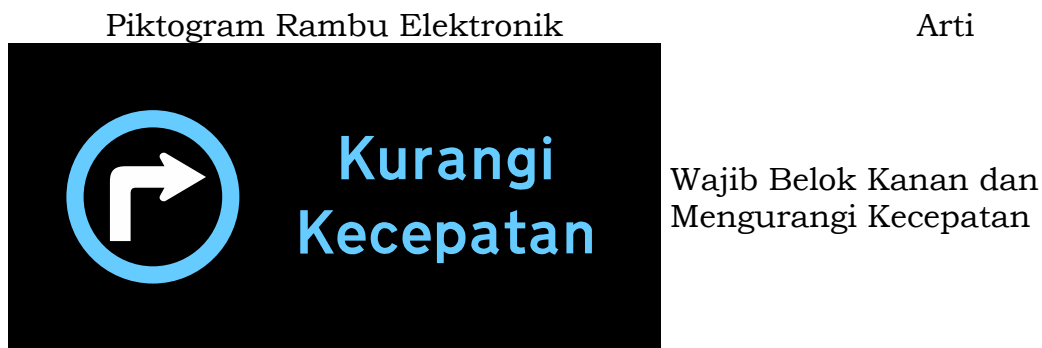 Piktogram Rambu Elektronik Arti
Kurangi
Kecepatan
Wajib Belok Kanan dan
Mengurangi Kecepatan